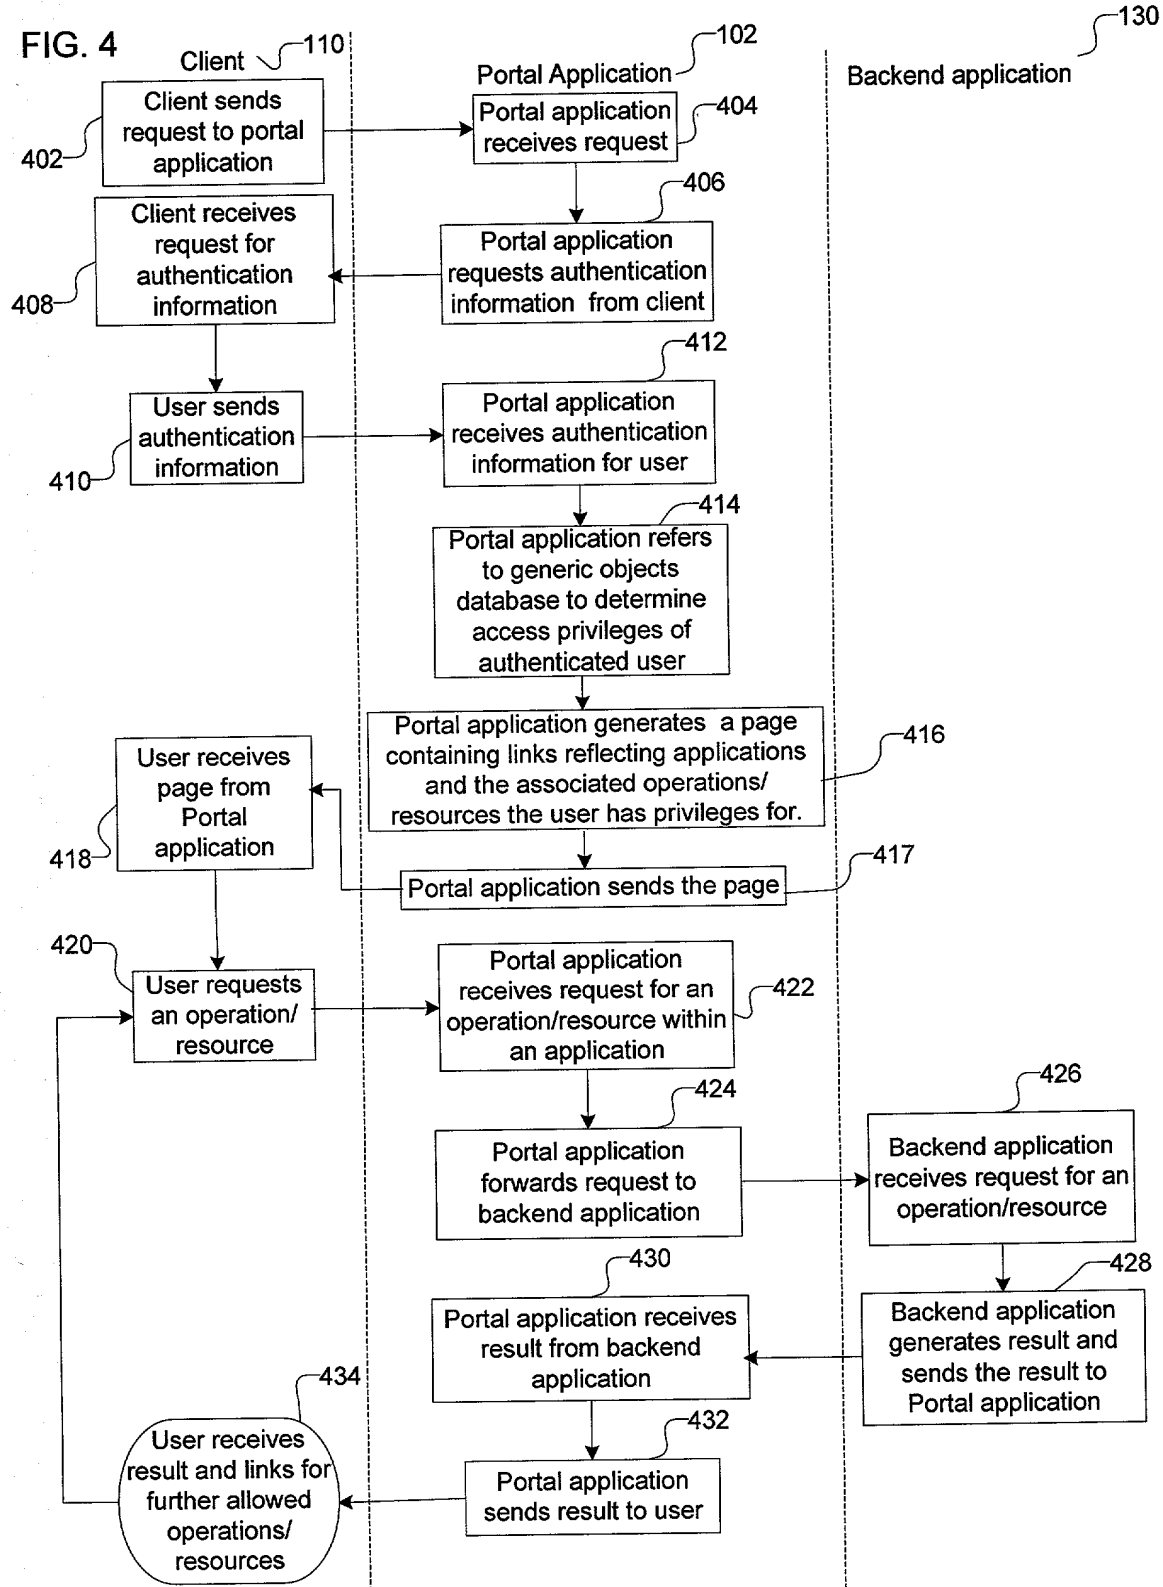 FIG. 4
Client
110
Portal Application
102
Backend application
130
Client sends
request to portal
application
402
Portal application
receives request
404
406
Portal application
requests authentication
information from client
Client receives
request for
authentication
information
408
User sends
authentication
information
410
412
Portal application
receives authentication
information for user
414
Portal application refers
to generic objects
database to determine
access privileges of
authenticated user
Portal application generates a page
containing links reflecting applications
and the associated operations/
resources the user has privileges for.
416
Portal application sends the page
417
User receives
page from
Portal
application
418
420
User requests
an operation/
resource
Portal application
receives request for an
operation/resource within
an application
422
424
Portal application
forwards request to
backend application
426
Backend application
receives request for an
operation/resource
428
Backend application
generates result and
sends the result to
Portal application
430
Portal application receives
result from backend
application
432
Portal application
sends result to user
434
User receives
result and links for
further allowed
operations/
resources